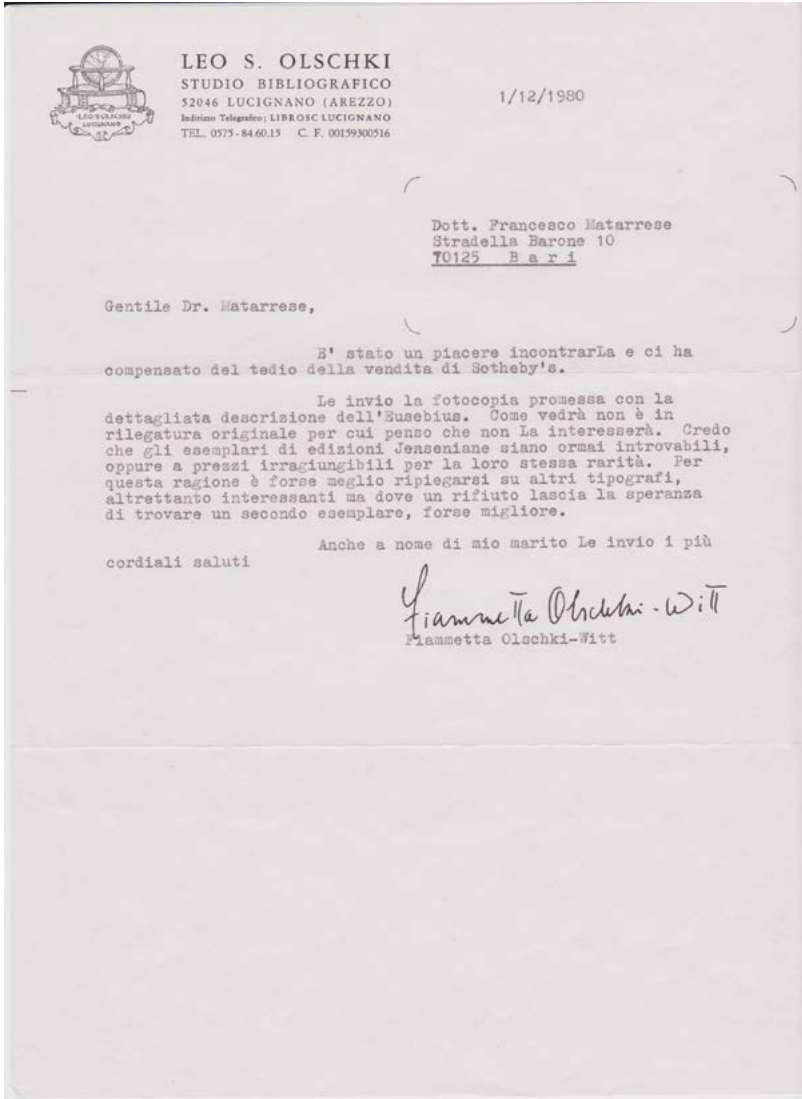 LEO S. OLSCHKI
STUDIO BIBLIOGRAFICO
52046 LUCIGNANO (AREZZO)
Indirizzo Telegrafico; LIBROSC LUCIGNANO
TEL. 0575 - 84.60.15 C. F. 00159300516
LEO·S·OLSCHKI
LUCIGNANO
1/12/1980
Dott. Francesco Matarrese
Stradella Barone 10
70125 B a r i
Gentile Dr. Matarrese,
E' stato un piacere incontrarLa e ci ha
compensato del tedio della vendita di Sotheby's.
Le invio la fotocopia promessa con la
dettagliata descrizione dell'Eusebius. Come vedrà non è in
rilegatura originale per cui penso che non La interesserà. Credo
che gli esemplari di edizioni Jenseniane siano ormai introvabili,
oppure a prezzi irragiungibili per la loro stessa rarità. Per
questa ragione è forse meglio ripiegarsi su altri tipografi,
altrettanto interessanti ma dove un rifiuto lascia la speranza
di trovare un secondo esemplare, forse migliore.
Anche a nome di mio marito Le invio i più
cordiali saluti
Fiammetta Olschki-Witt
Fiammetta Olschki-Witt